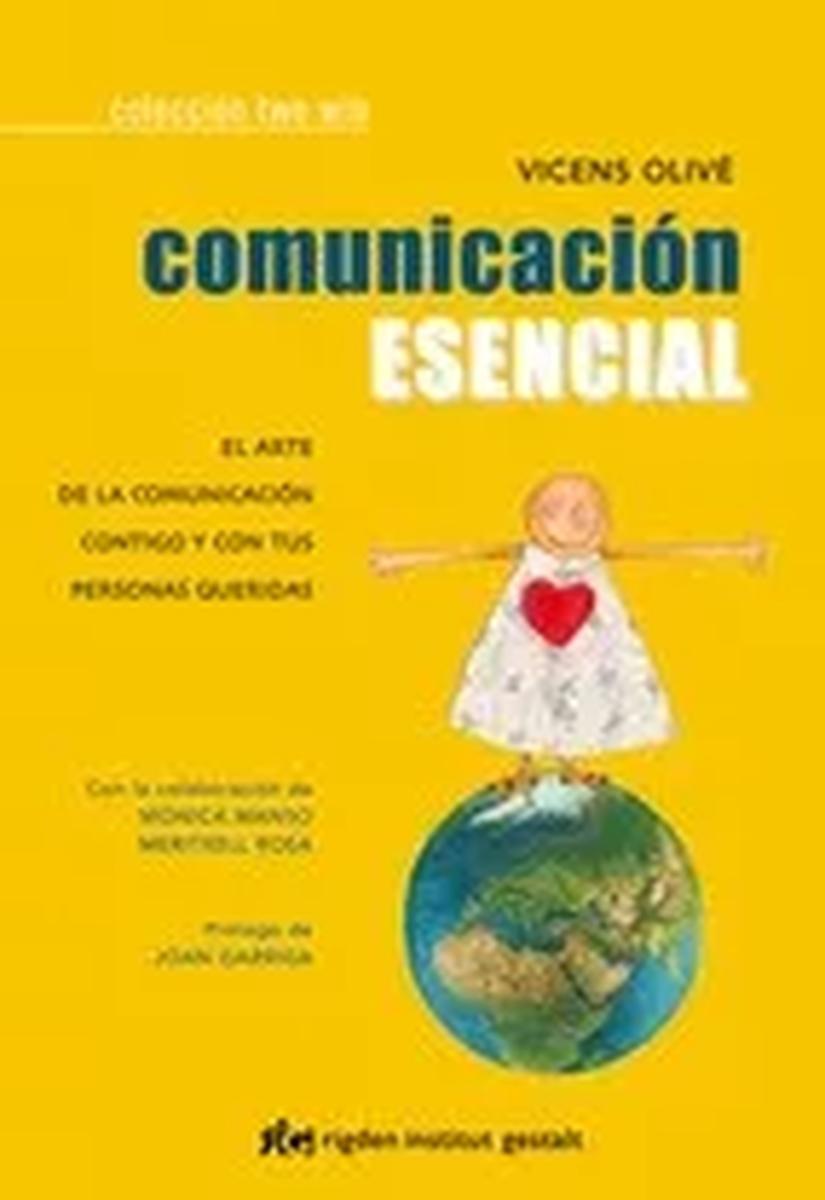 colección two win
VICENS OLIVÉ
comunicación
ESENCIAL
EL ARTE
DE LA COMUNICACIÓN
CONTIGO Y CON TUS
PERSONAS QUERIDAS
Con la colaboración de
MÓNICA MANSO
MERITXELL ROSA
Prólogo de
JOAN GARRIGA
rigden institut gestalt